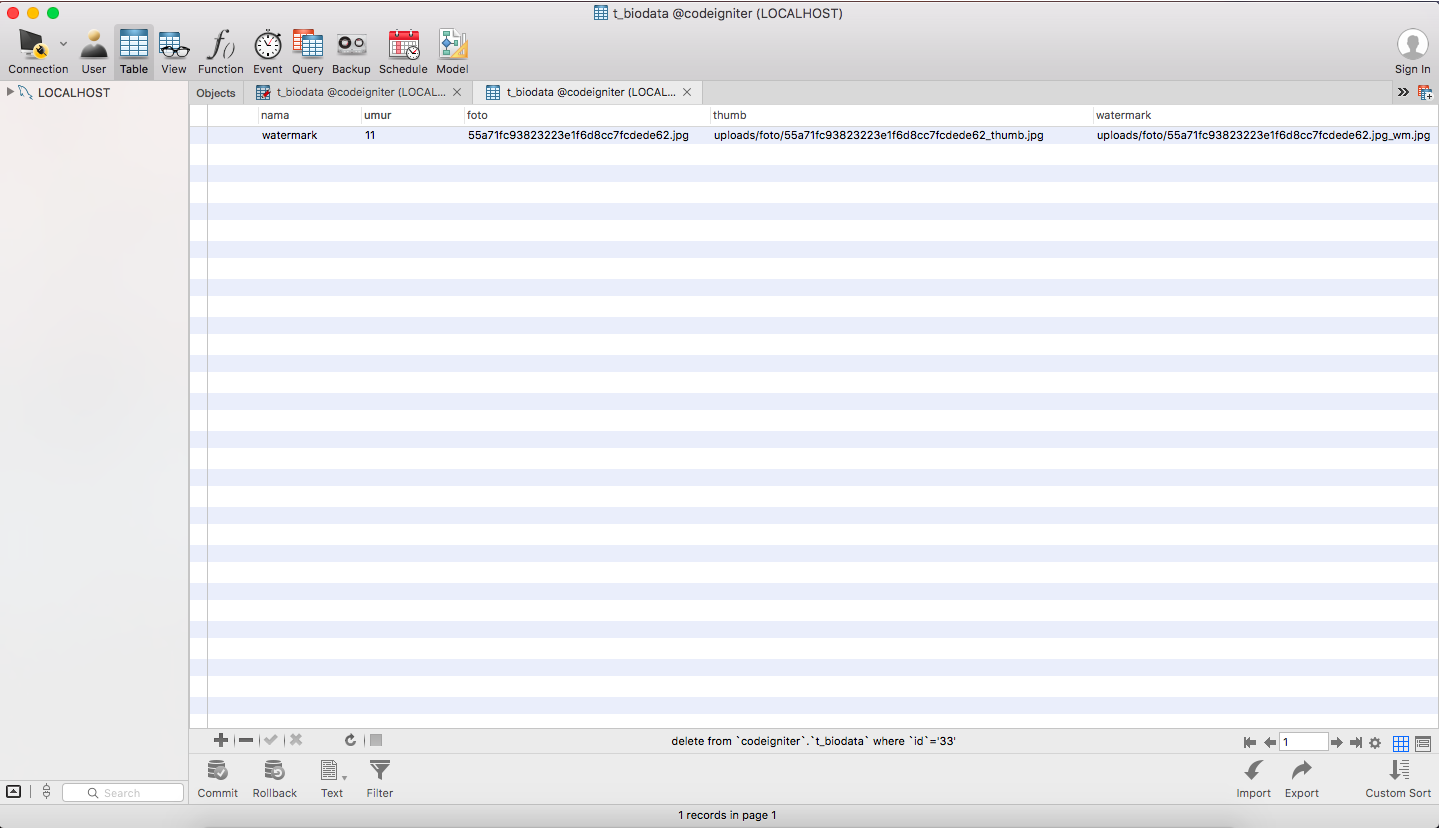 t_biodata @codeigniter (LOCALHOST)
Connection User Table View Function Event Query Backup Schedule Model Sign In
LOCALHOST
Objects t_biodata @codeigniter (LOCAL... t_biodata @codeigniter (LOCAL...
nama umur foto thumb watermark
watermark 11 55a71fc93823223e1f6d8cc7fcdede62.jpg uploads/foto/55a71fc93823223e1f6d8cc7fcdede62_thumb.jpg uploads/foto/55a71fc93823223e1f6d8cc7fcdede62.jpg_wm.jpg
delete from `codeigniter`.`t_biodata` where `id`='33'
1
Search
Commit Rollback Text Filter Import Export Custom Sort
1 records in page 1